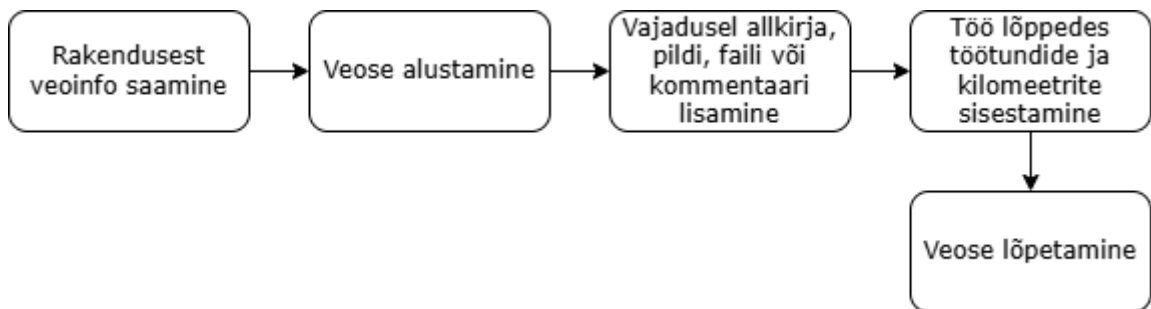 Rakendusest
veoinfo saamine
Veose alustamine
Vajadusel allkirja,
pildi, faili või
kommentaari
lisamine
Töö lõppedes
töötundide ja
kilomeetrite
sisestamine
Veose lõpetamine